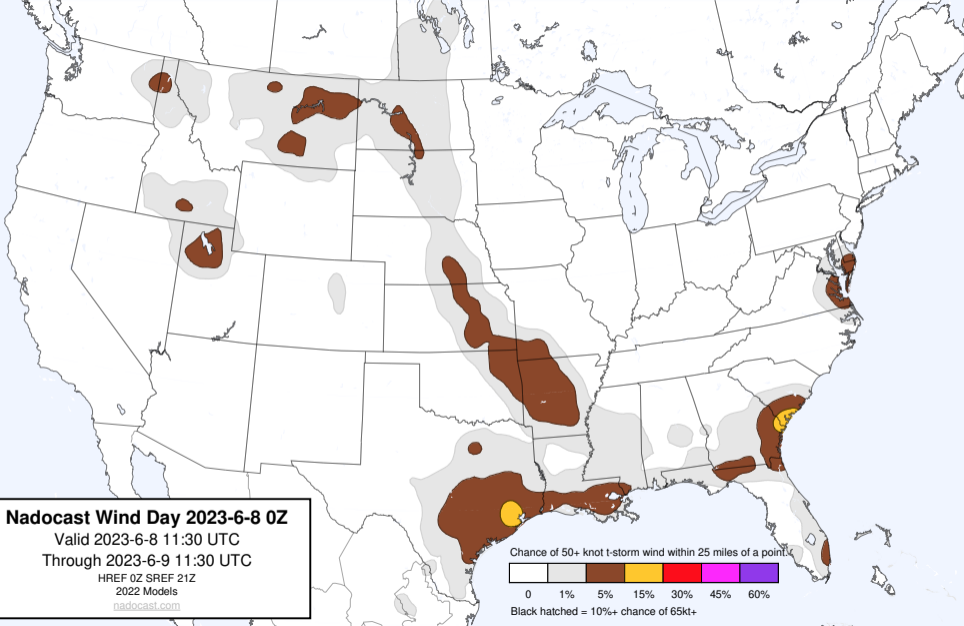 Nadocast Wind Day 2023-6-8 0Z
Valid 2023-6-8 11:30 UTC
Through 2023-6-9 11:30 UTC
HREF 0Z SREF 21Z
2022 Models
nadocast.com
Chance of 50+ knot t-storm wind within 25 miles of a point.
0 1% 5% 15% 30% 45% 60%
Black hatched = 10%+ chance of 65kt+